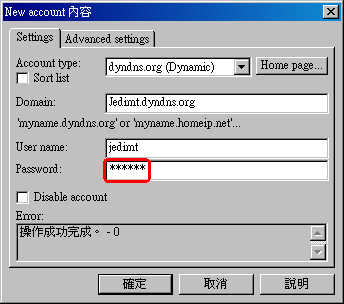 New account 內容
Settings
Advanced settings
Account type:
dyndns.org (Dynamic)
Home page...
Sort list
Domain:
Jedimt.dyndns.org
'myname.dyndns.org' or 'myname.homeip.net'...
User name:
jedimt
Password:
******
Disable account
Error:
操作成功完成。 - 0
確定
取消
說明